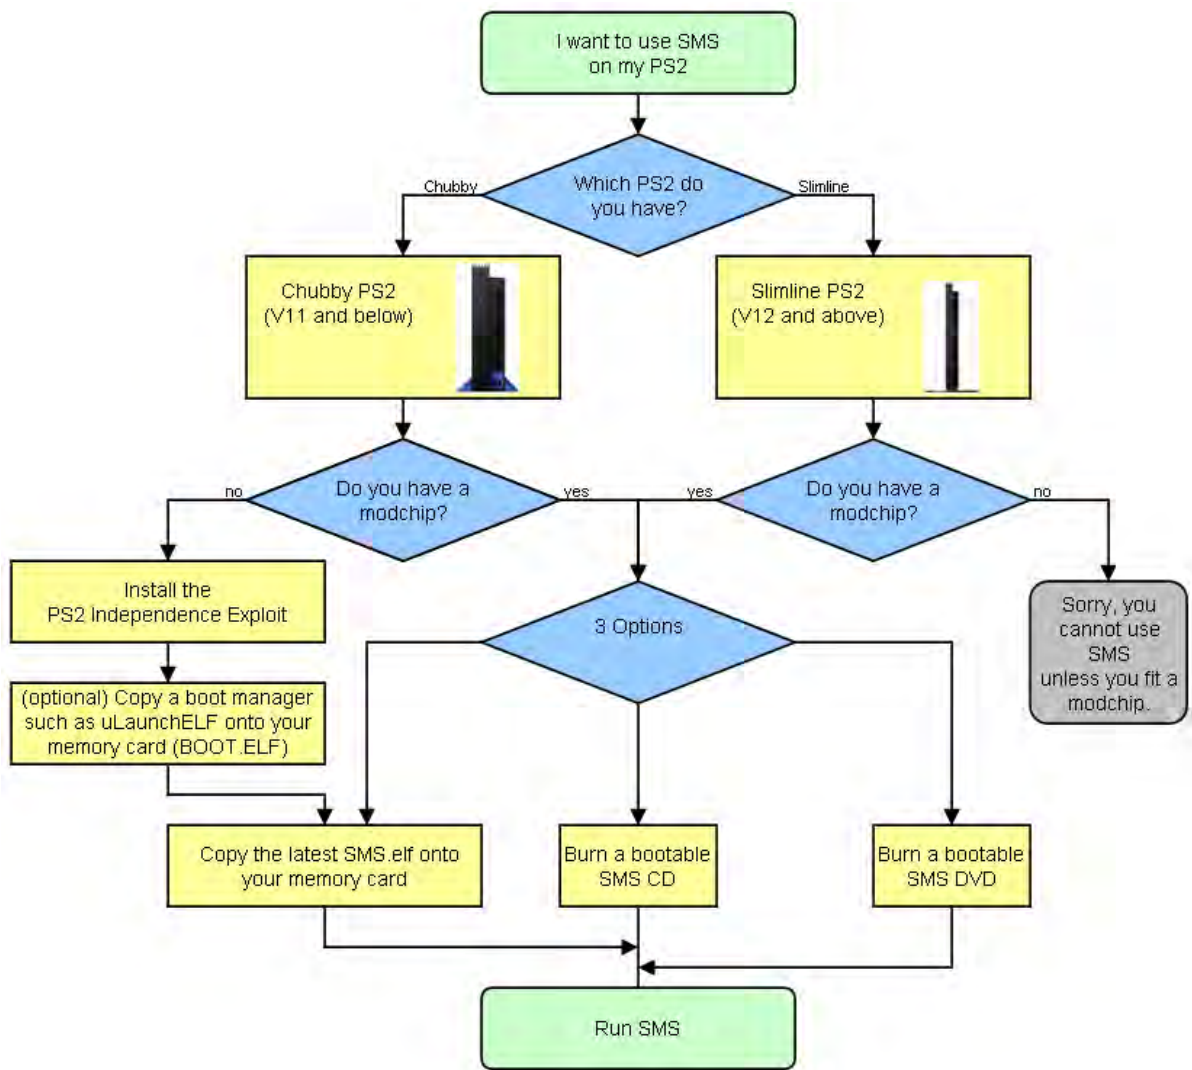 I want to use SMS
on my PS2
Which PS2 do
you have?
Chubby
Slimline
Chubby PS2
(V11 and below)
Slimline PS2
(V12 and above)
Do you have a
modchip?
no
yes
Do you have a
modchip?
yes
no
Install the
PS2 Independence Exploit
3 Options
Sorry, you
cannot use
SMS
unless you fit a
modchip.
(optional) Copy a boot manager
such as uLaunchELF onto your
memory card (BOOT.ELF)
Copy the latest SMS.elf onto
your memory card
Burn a bootable
SMS CD
Burn a bootable
SMS DVD
Run SMS